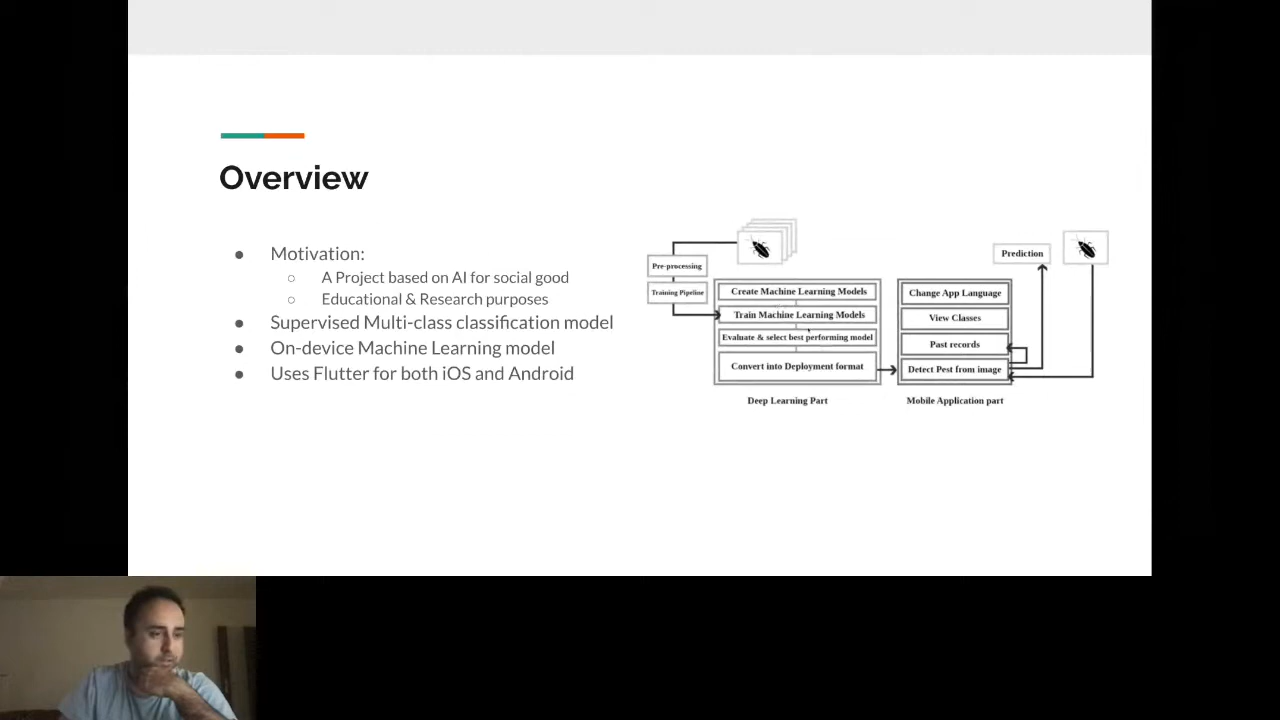 Overview
Motivation:
A Project based on AI for social good
Educational & Research purposes
Supervised Multi-class classification model
On-device Machine Learning model
Uses Flutter for both iOS and Android
Pre-processing
Training Pipeline
Create Machine Learning Models
Train Machine Learning Models
Evaluate & select best performing model
Convert into Deployment format
Deep Learning Part
Prediction
Change App Language
View Classes
Past records
Detect Pest from image
Mobile Application part